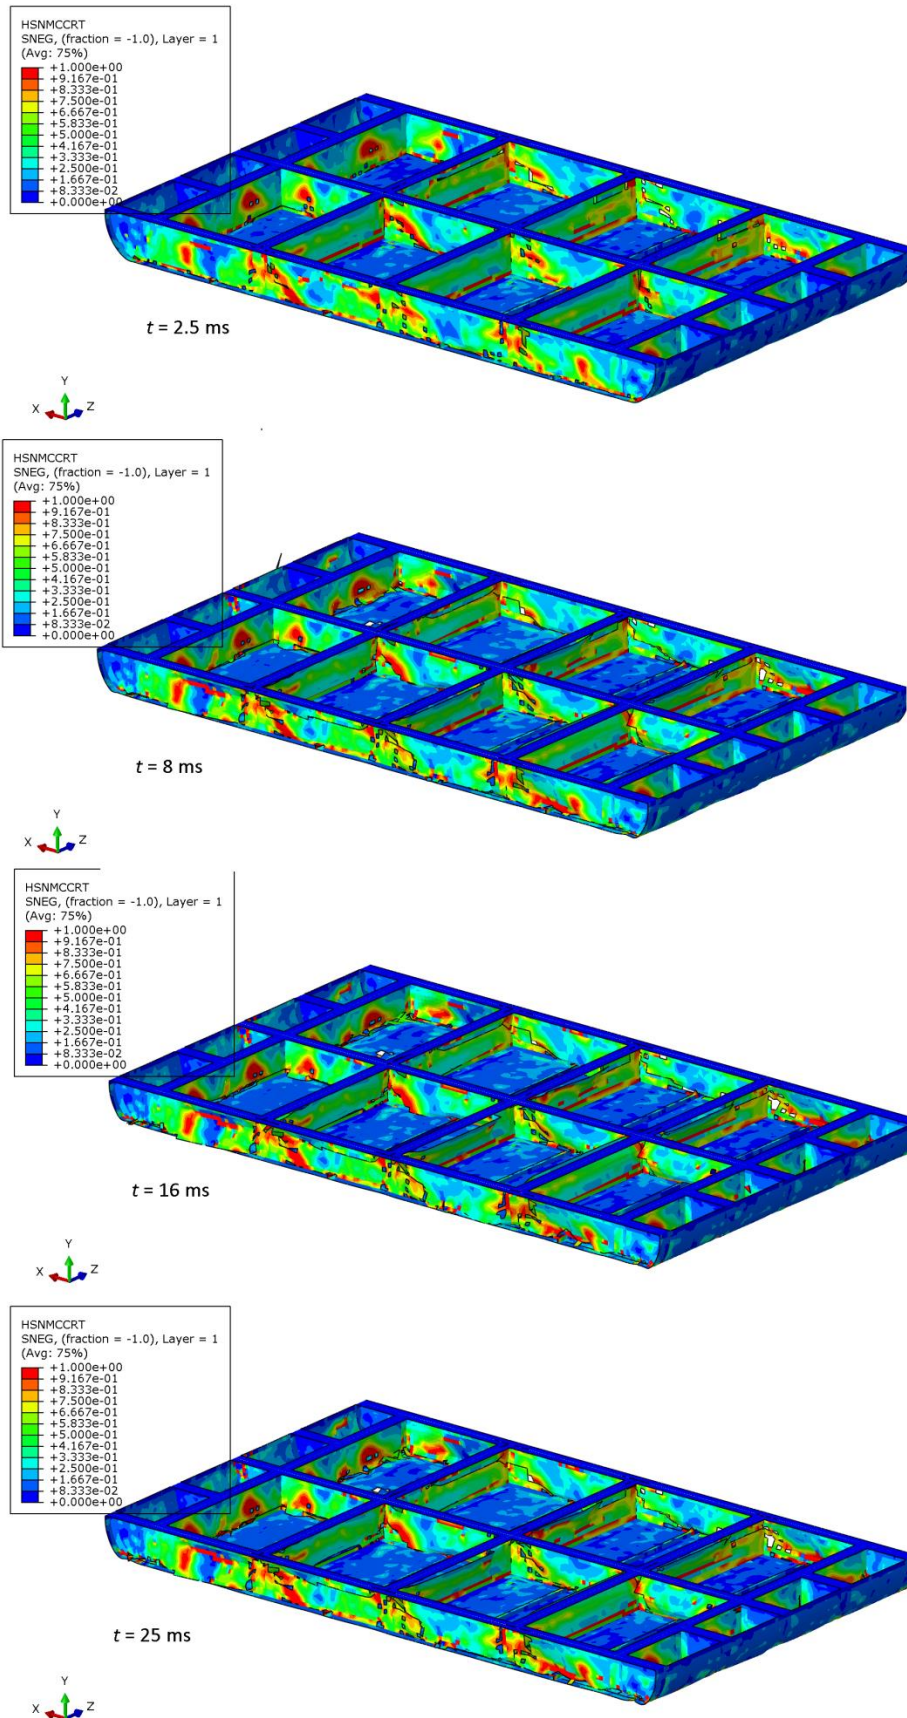 HSNMCCRT
SNEG, (fraction = -1.0), Layer = 1
(Avg: 75%)
+1.000e+00
+9.167e-01
+8.333e-01
+7.500e-01
+6.667e-01
+5.833e-01
+5.000e-01
+4.167e-01
+3.333e-01
+2.500e-01
+1.667e-01
+8.333e-02
+0.000e+00
t = 2.5 ms
Y
X
Z
HSNMCCRT
SNEG, (fraction = -1.0), Layer = 1
(Avg: 75%)
+1.000e+00
+9.167e-01
+8.333e-01
+7.500e-01
+6.667e-01
+5.833e-01
+5.000e-01
+4.167e-01
+3.333e-01
+2.500e-01
+1.667e-01
+8.333e-02
+0.000e+00
t = 8 ms
Y
X
Z
HSNMCCRT
SNEG, (fraction = -1.0), Layer = 1
(Avg: 75%)
+1.000e+00
+9.167e-01
+8.333e-01
+7.500e-01
+6.667e-01
+5.833e-01
+5.000e-01
+4.167e-01
+3.333e-01
+2.500e-01
+1.667e-01
+8.333e-02
+0.000e+00
t = 16 ms
Y
X
Z
HSNMCCRT
SNEG, (fraction = -1.0), Layer = 1
(Avg: 75%)
+1.000e+00
+9.167e-01
+8.333e-01
+7.500e-01
+6.667e-01
+5.833e-01
+5.000e-01
+4.167e-01
+3.333e-01
+2.500e-01
+1.667e-01
+8.333e-02
+0.000e+00
t = 25 ms
Y
X
Z